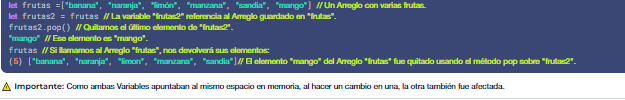 let frutas =["banana", "naranja", "limón", "manzana", "sandia", "mango"] // Un Arreglo con varias frutas.
let frutas2 = frutas // La variable "frutas2" referencia al Arreglo guardado en "frutas".
frutas2.pop() // Quitamos el último elemento de "frutas2".
"mango" // Ese elemento es "mango".
frutas // Si llamamos al Arreglo "frutas", nos devolverá sus elementos:
(5) ["banana", "naranja", "limon", "manzana", "sandia"]// El elemento "mango" del Arreglo "frutas" fue quitado usando el método pop sobre "frutas2".
Importante: Como ambas Variables apuntaban al mismo espacio en memoria, al hacer un cambio en una, la otra también fue afectada.